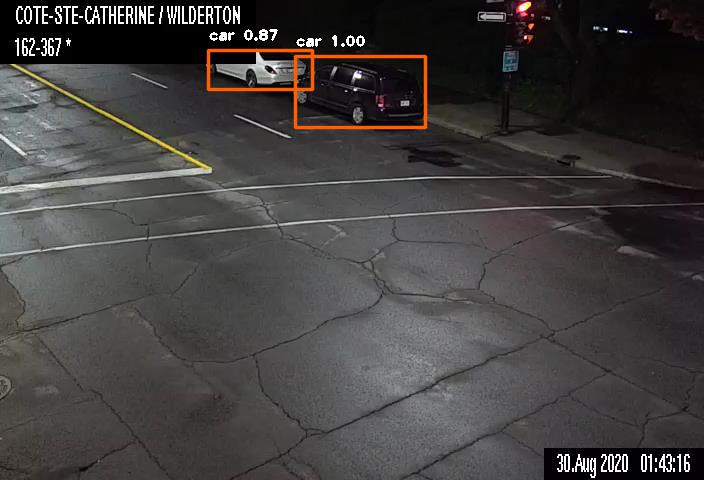 COTE-STE-CATHERINE / WILDERTON
162-367 *
car 0.87
car 1.00
30.Aug 2020 01:43:16